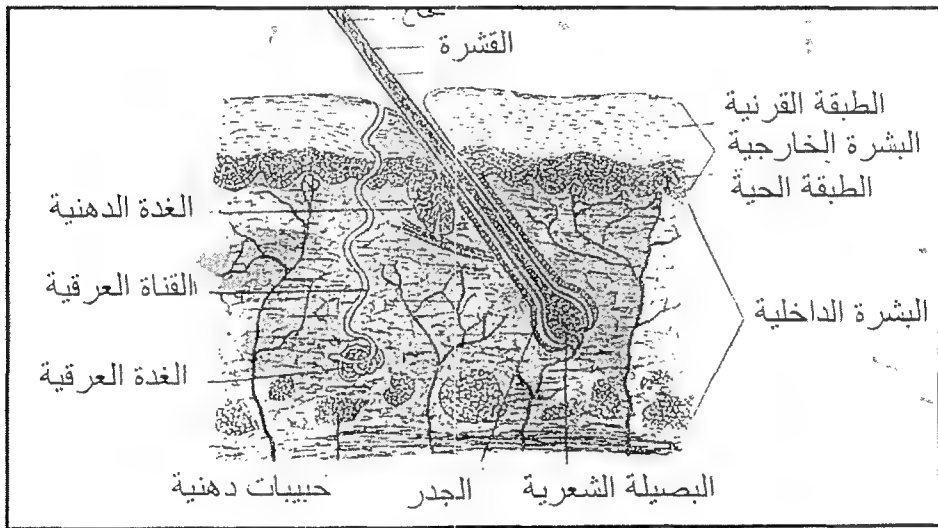 القشرة
الطبقة القرنية
البشرة الخارجية
الطبقة الحية
الغدة الدهنية
القناة العرقية
البشرة الداخلية
الغدة العرقية
البصيلة الشعرية
الجدر
حبيبات دهنية